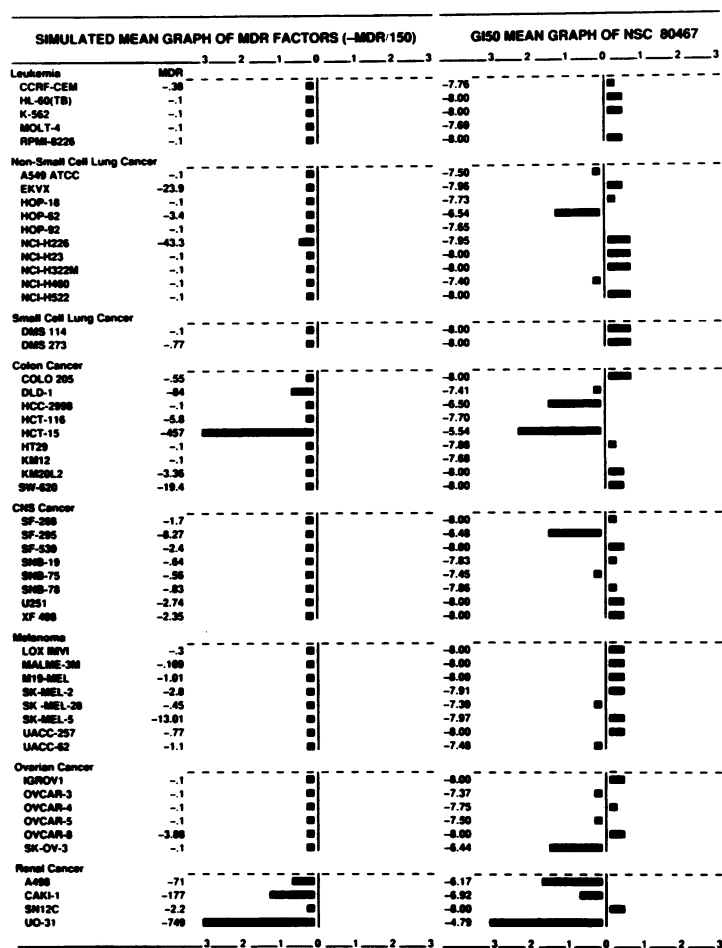 SIMULATED MEAN GRAPH OF MDR FACTORS (–MDR/150) GI50 MEAN GRAPH OF NSC 80467
3 2 1 0 1 2 3 3 2 1 0 1 2 3
Leukemia MDR
CCRF-CEM –.38 –7.76
HL-60(TB) –.1 –8.00
K-562 –.1 –8.00
MOLT-4 –.1 –7.69
RPMI-8226 –.1 –8.00
Non-Small Cell Lung Cancer
A549 ATCC –.1 –7.50
EKVX –23.9 –7.96
HOP-18 –.1 –7.73
HOP-62 –3.4 –6.54
HOP-92 –.1 –7.65
NCI-H226 –43.3 –7.95
NCI-H23 –.1 –8.00
NCI-H322M –.1 –8.00
NCI-H460 –.1 –7.40
NCI-H522 –.1 –8.00
Small Cell Lung Cancer
DMS 114 –.1 –8.00
DMS 273 –.77 –8.00
Colon Cancer
COLO 205 –.55 –8.00
DLD-1 –84 –7.41
HCC-2998 –.1 –6.50
HCT-116 –5.8 –7.70
HCT-15 –457 –5.54
HT29 –.1 –7.86
KM12 –.1 –7.68
KM20L2 –3.36 –8.00
SW-620 –19.4 –8.00
CNS Cancer
SF-268 –1.7 –8.00
SF-295 –8.27 –6.48
SF-539 –2.4 –8.00
SNB-19 –.64 –7.83
SNB-75 –.56 –7.45
SNB-78 –.83 –7.86
U251 –2.74 –8.00
XF 498 –2.35 –8.00
Melanoma
LOX IMVI –.3 –8.00
MALME-3M –.169 –8.00
M19-MEL –1.01 –8.00
SK-MEL-2 –2.8 –7.91
SK -MEL-28 –.45 –7.39
SK-MEL-5 –13.01 –7.97
UACC-257 –.77 –8.00
UACC-62 –1.1 –7.48
Ovarian Cancer
IGROV1 –.1 –8.00
OVCAR-3 –.1 –7.37
OVCAR-4 –.1 –7.75
OVCAR-5 –.1 –7.50
OVCAR-8 –3.88 –8.00
SK-OV-3 –.1 –6.44
Renal Cancer
A498 –71 –6.17
CAKI-1 –177 –6.92
SN12C –2.2 –8.00
UO-31 –749 –4.79
3 2 1 0 1 2 3 3 2 1 0 1 2 3